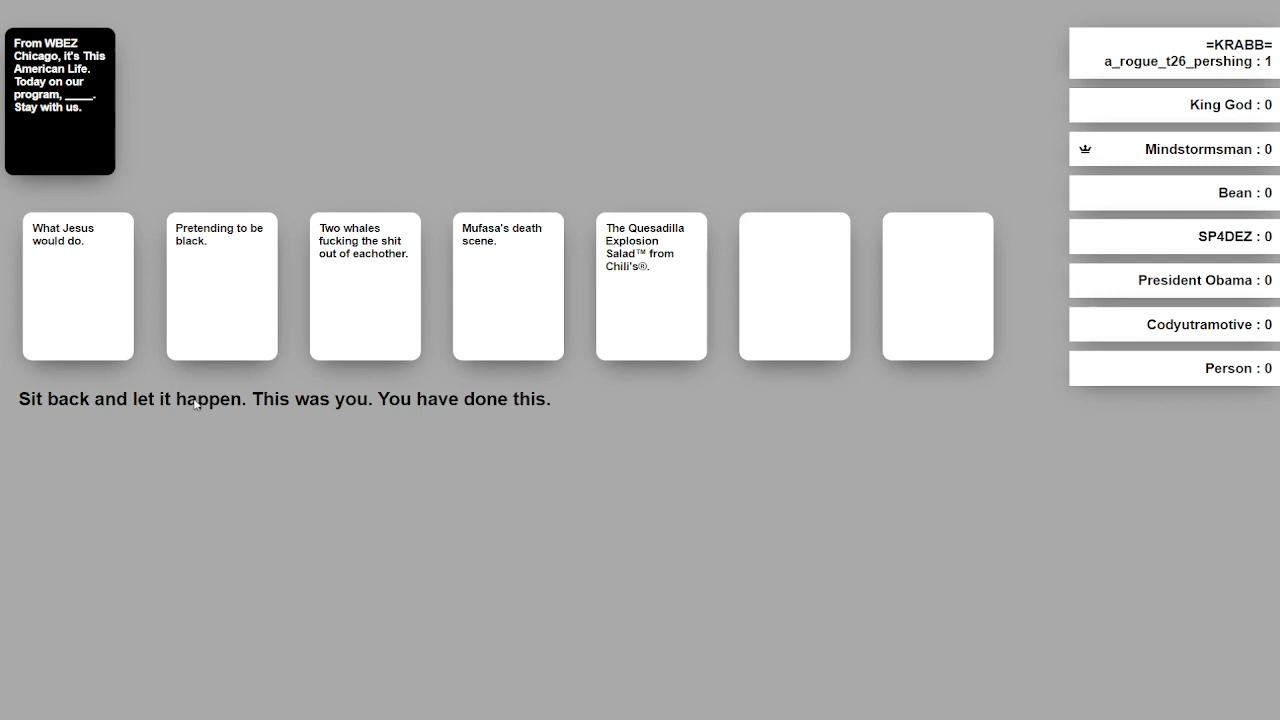 From WBEZ
Chicago, it's This
American Life.
Today on our
program, _____.
Stay with us.
What Jesus
would do.
Pretending to be
black.
Two whales
fucking the shit
out of eachother.
Mufasa's death
scene.
The Quesadilla
Explosion
Salad™ from
Chili's®.
Sit back and let it happen. This was you. You have done this.
=KRABB=
a_rogue_t26_pershing : 1
King God : 0
Mindstormsman : 0
Bean : 0
SP4DEZ : 0
President Obama : 0
Codyutramotive : 0
Person : 0